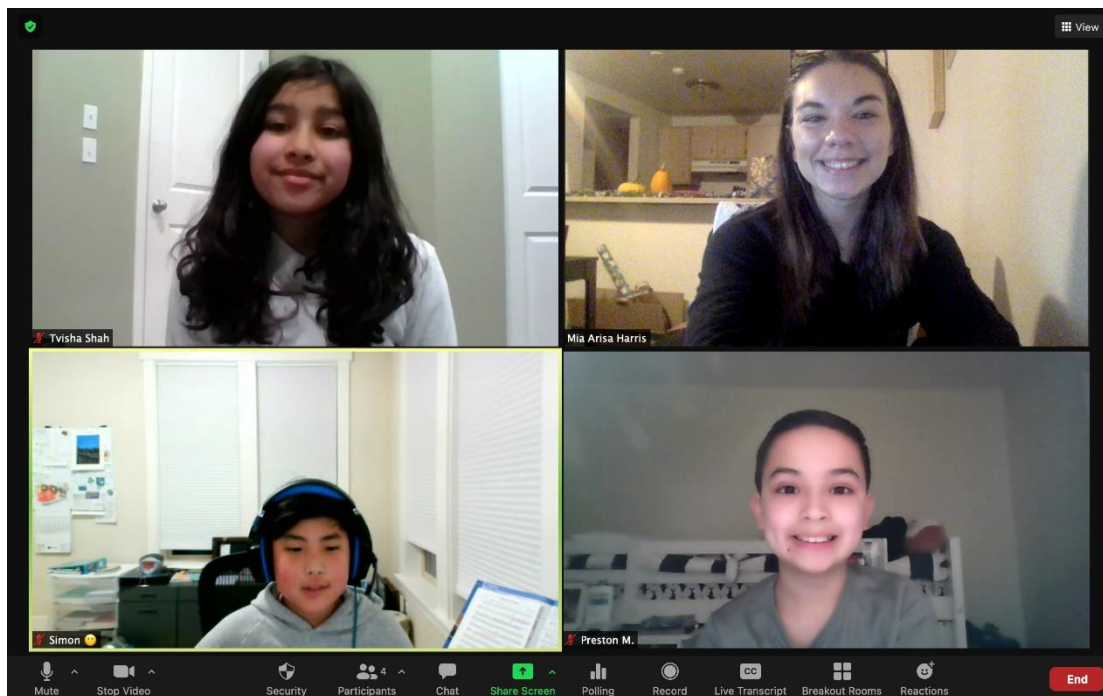 View
Tvisha Shah
Mia Arisa Harris
Simon 😶
Preston M.
Mute
Stop Video
Security
4
Participants
Chat
Share Screen
Polling
Record
CC
Live Transcript
Breakout Rooms
Reactions
End